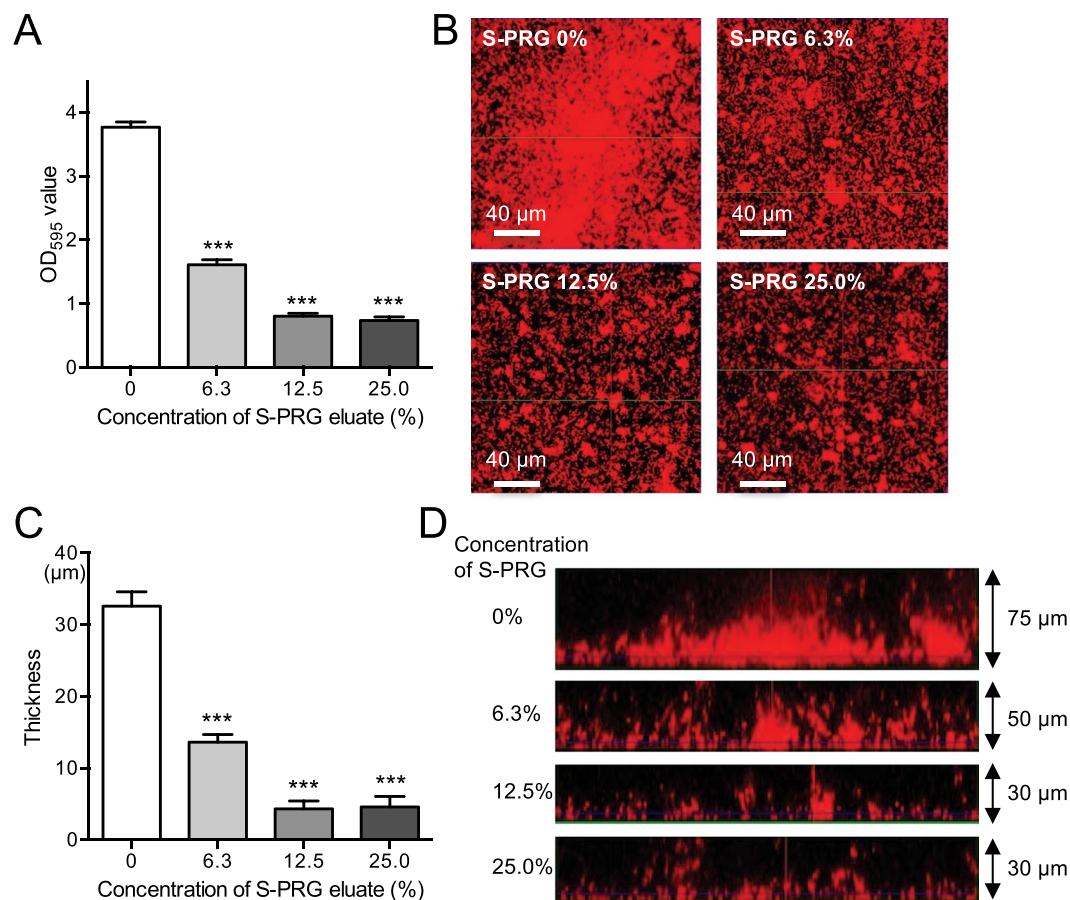 A
OD595 value
4
3
2
1
0
***
***
***
0 6.3 12.5 25.0
Concentration of S-PRG eluate (%)
B
S-PRG 0%
40 µm
S-PRG 6.3%
40 µm
S-PRG 12.5%
40 µm
S-PRG 25.0%
40 µm
C
40
(µm)
30
20
10
0
Thickness
***
***
***
0 6.3 12.5 25.0
Concentration of S-PRG eluate (%)
D
Concentration
of S-PRG
0%
75 µm
6.3%
50 µm
12.5%
30 µm
25.0%
30 µm